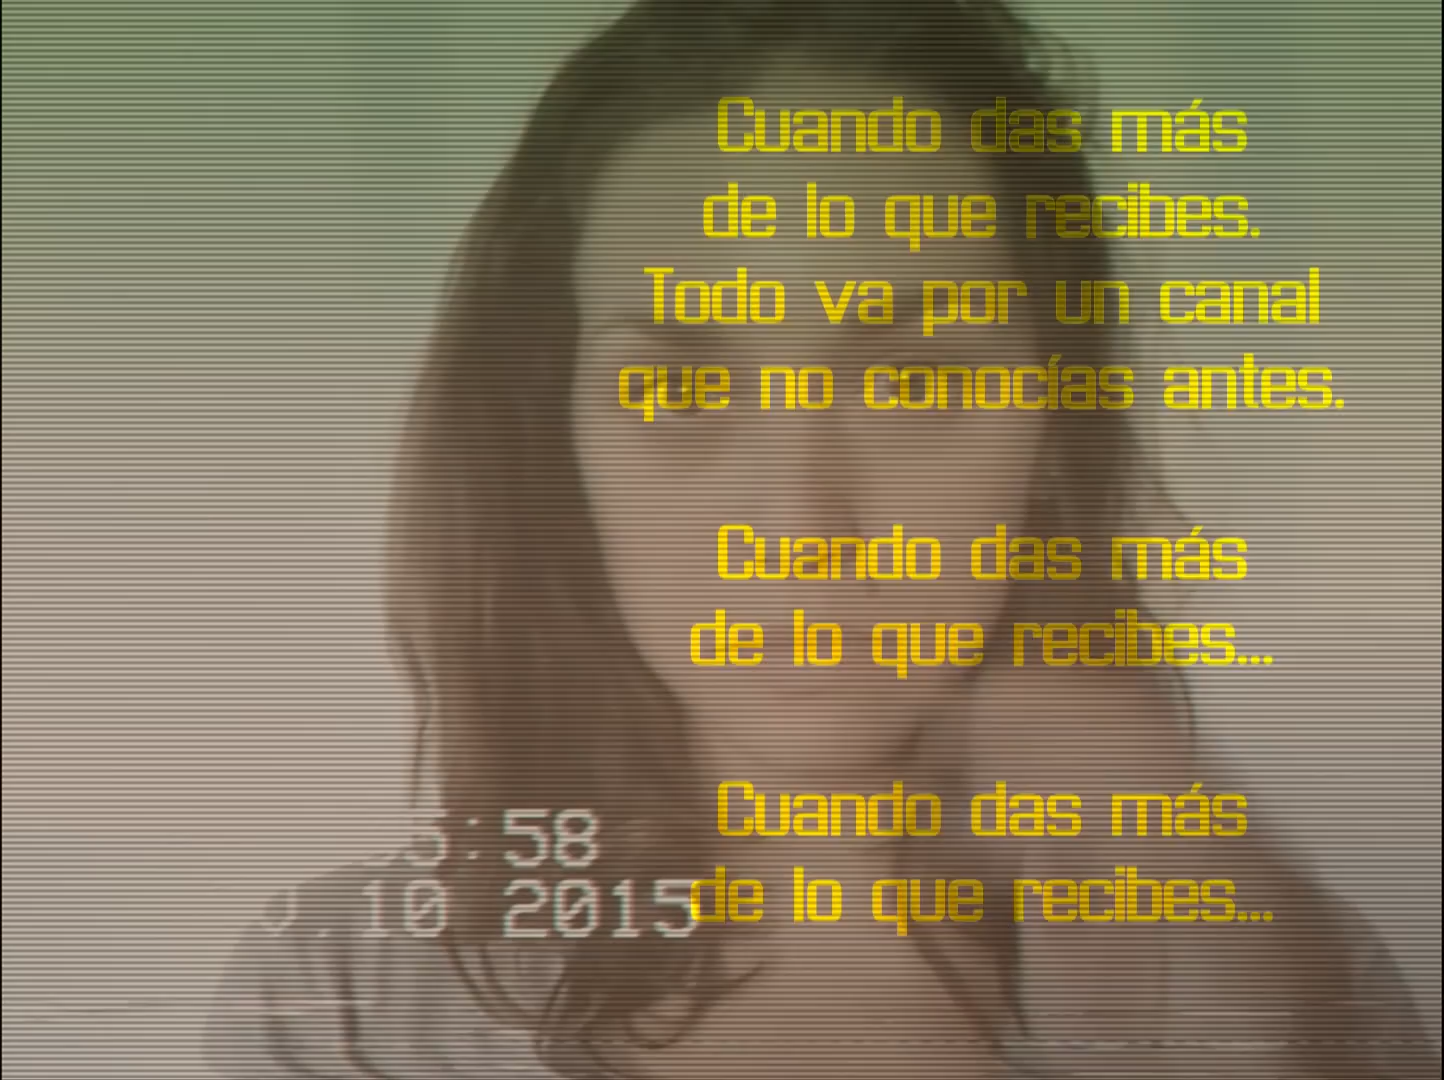 Cuando das más
de lo que recibes.
Todo va por un canal
que no conocías antes.
Cuando das más
de lo que recibes...
Cuando das más
de lo que recibes...
:58
.10 2015